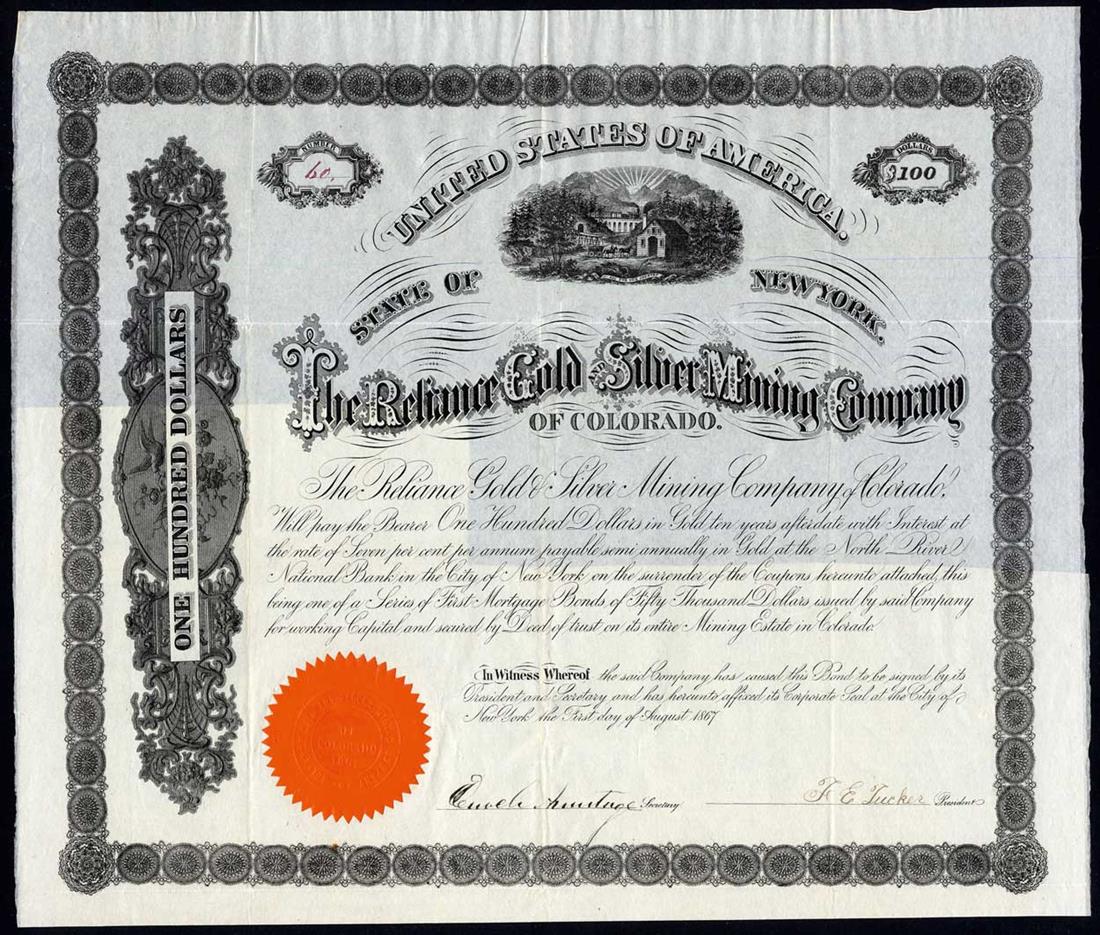 NUMBER
60.
UNITED STATES OF AMERICA.
DOLLARS
$100
STATE OF NEW YORK.
The Reliance Gold AND Silver Mining Company
OF COLORADO.
ONE HUNDRED DOLLARS
The Reliance Gold & Silver Mining Company of Colorado.
Will pay the Bearer One Hundred Dollars in Gold ten years after date with Interest at
the rate of Seven per cent per annum payable semi annually in Gold at the North River
National Bank in the City of New York on the surrender of the Coupons hereunto attached, this
being one of a Series of First Mortgage Bonds of Fifty Thousand Dollars issued by said Company
for working Capital and secured by Deed of trust on its entire Mining Estate in Colorado.
In Witness Whereof the said Company has caused this Bond to be signed by its
President and Secretary and has hereunto affixed its Corporate Seal at the City of
New York the First day of August 1867
OF
COLORADO
Enoch Armitage Secretary
F E Tucker President